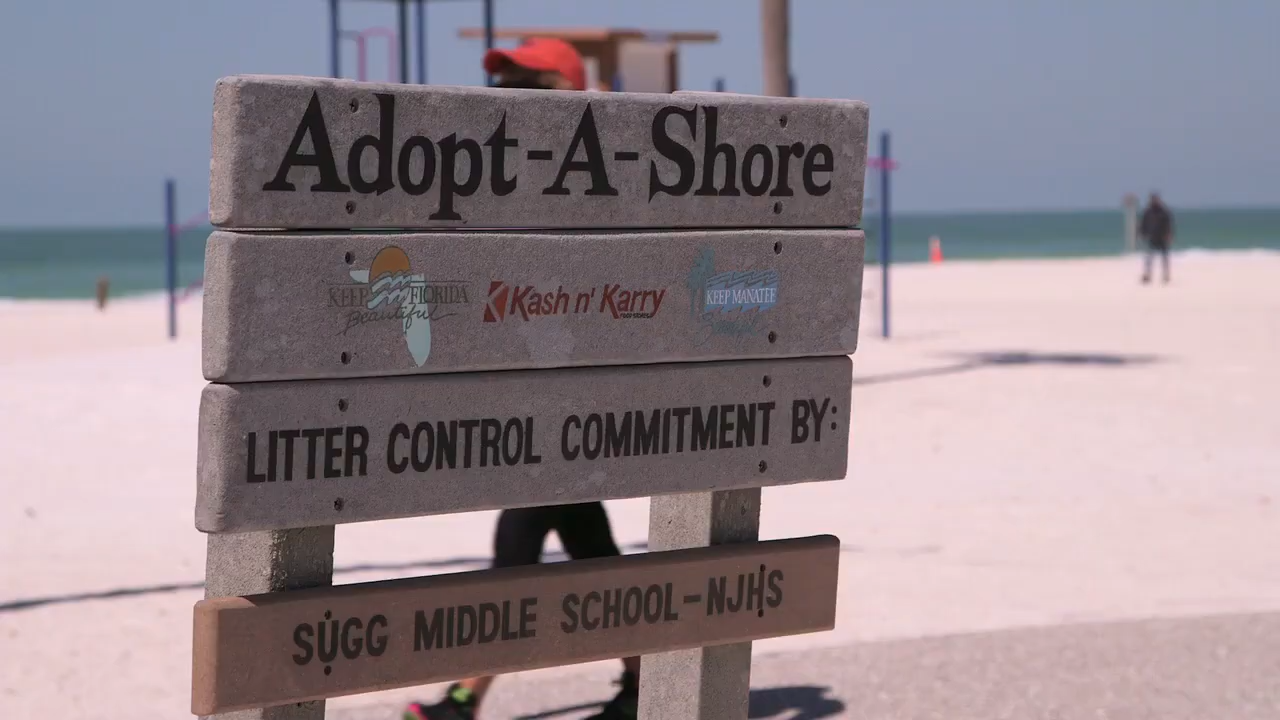 Adopt-A-Shore
KEEP FLORIDA
Beautiful
Kash n' Karry
KEEP MANATEE
LITTER CONTROL COMMITMENT BY:
SUGG MIDDLE SCHOOL-NJHS